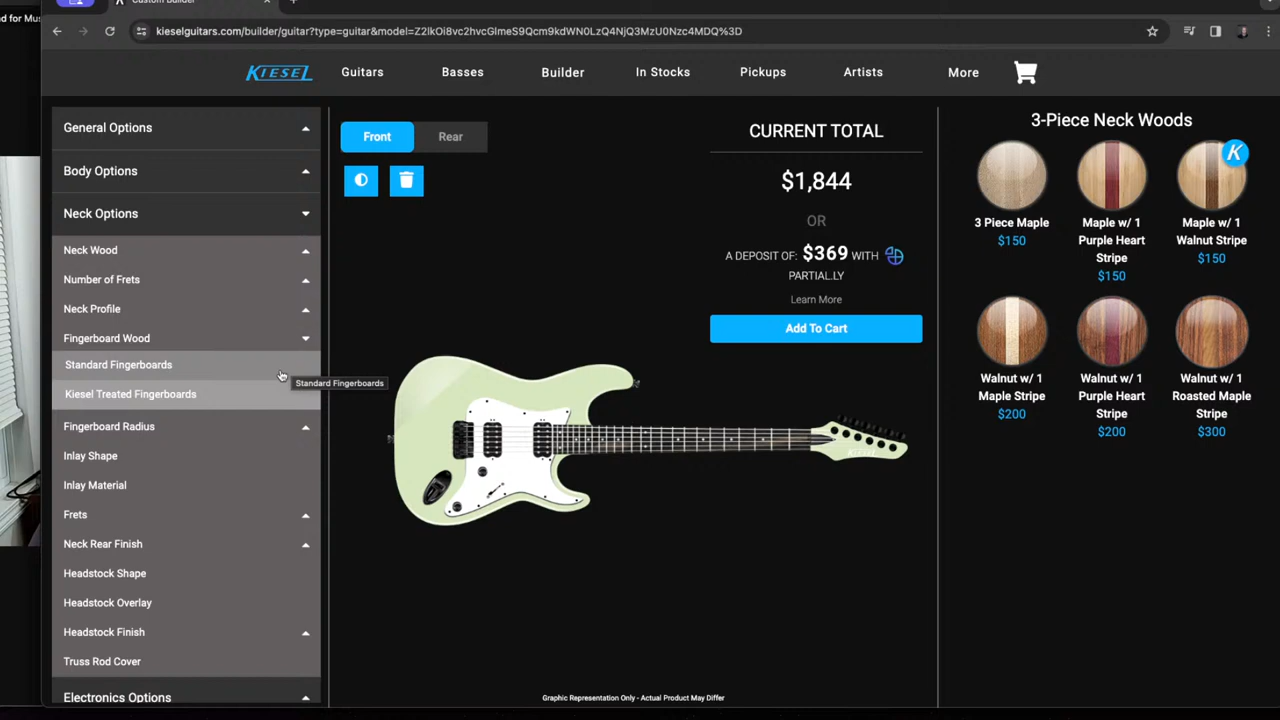 nd for Mus
Custom Builder
kieselguitars.com/builder/guitar?type=guitar&model=Z2lkOi8vc2hvcGlmeS9Qcm9kdWN0LzQ4NjQ3MzU0Nzc4MDQ%3D
KIESEL
Guitars
Basses
Builder
In Stocks
Pickups
Artists
More
General Options
Body Options
Neck Options
Neck Wood
Number of Frets
Neck Profile
Fingerboard Wood
Standard Fingerboards
Standard Fingerboards
Kiesel Treated Fingerboards
Fingerboard Radius
Inlay Shape
Inlay Material
Frets
Neck Rear Finish
Headstock Shape
Headstock Overlay
Headstock Finish
Truss Rod Cover
Electronics Options
Front
Rear
CURRENT TOTAL
$1,844
OR
A DEPOSIT OF: $369 WITH
PARTIAL.LY
Learn More
Add To Cart
KIESEL
Graphic Representation Only - Actual Product May Differ
3-Piece Neck Woods
3 Piece Maple
$150
Maple w/ 1
Purple Heart
Stripe
$150
K
Maple w/ 1
Walnut Stripe
$150
Walnut w/ 1
Maple Stripe
$200
Walnut w/ 1
Purple Heart
Stripe
$200
Walnut w/ 1
Roasted Maple
Stripe
$300